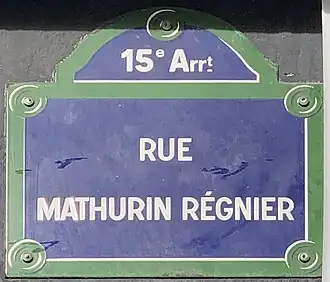 15e Arrt
RUE
MATHURIN RÉGNIER